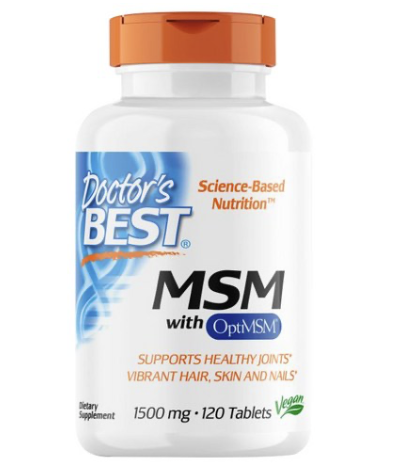 Doctor's
BEST®
Science-Based
Nutrition™
MSM
with OptiMSM®
SUPPORTS HEALTHY JOINTS*
VIBRANT HAIR, SKIN AND NAILS*
Dietary
Supplement
1500 mg • 120 Tablets
Vegan